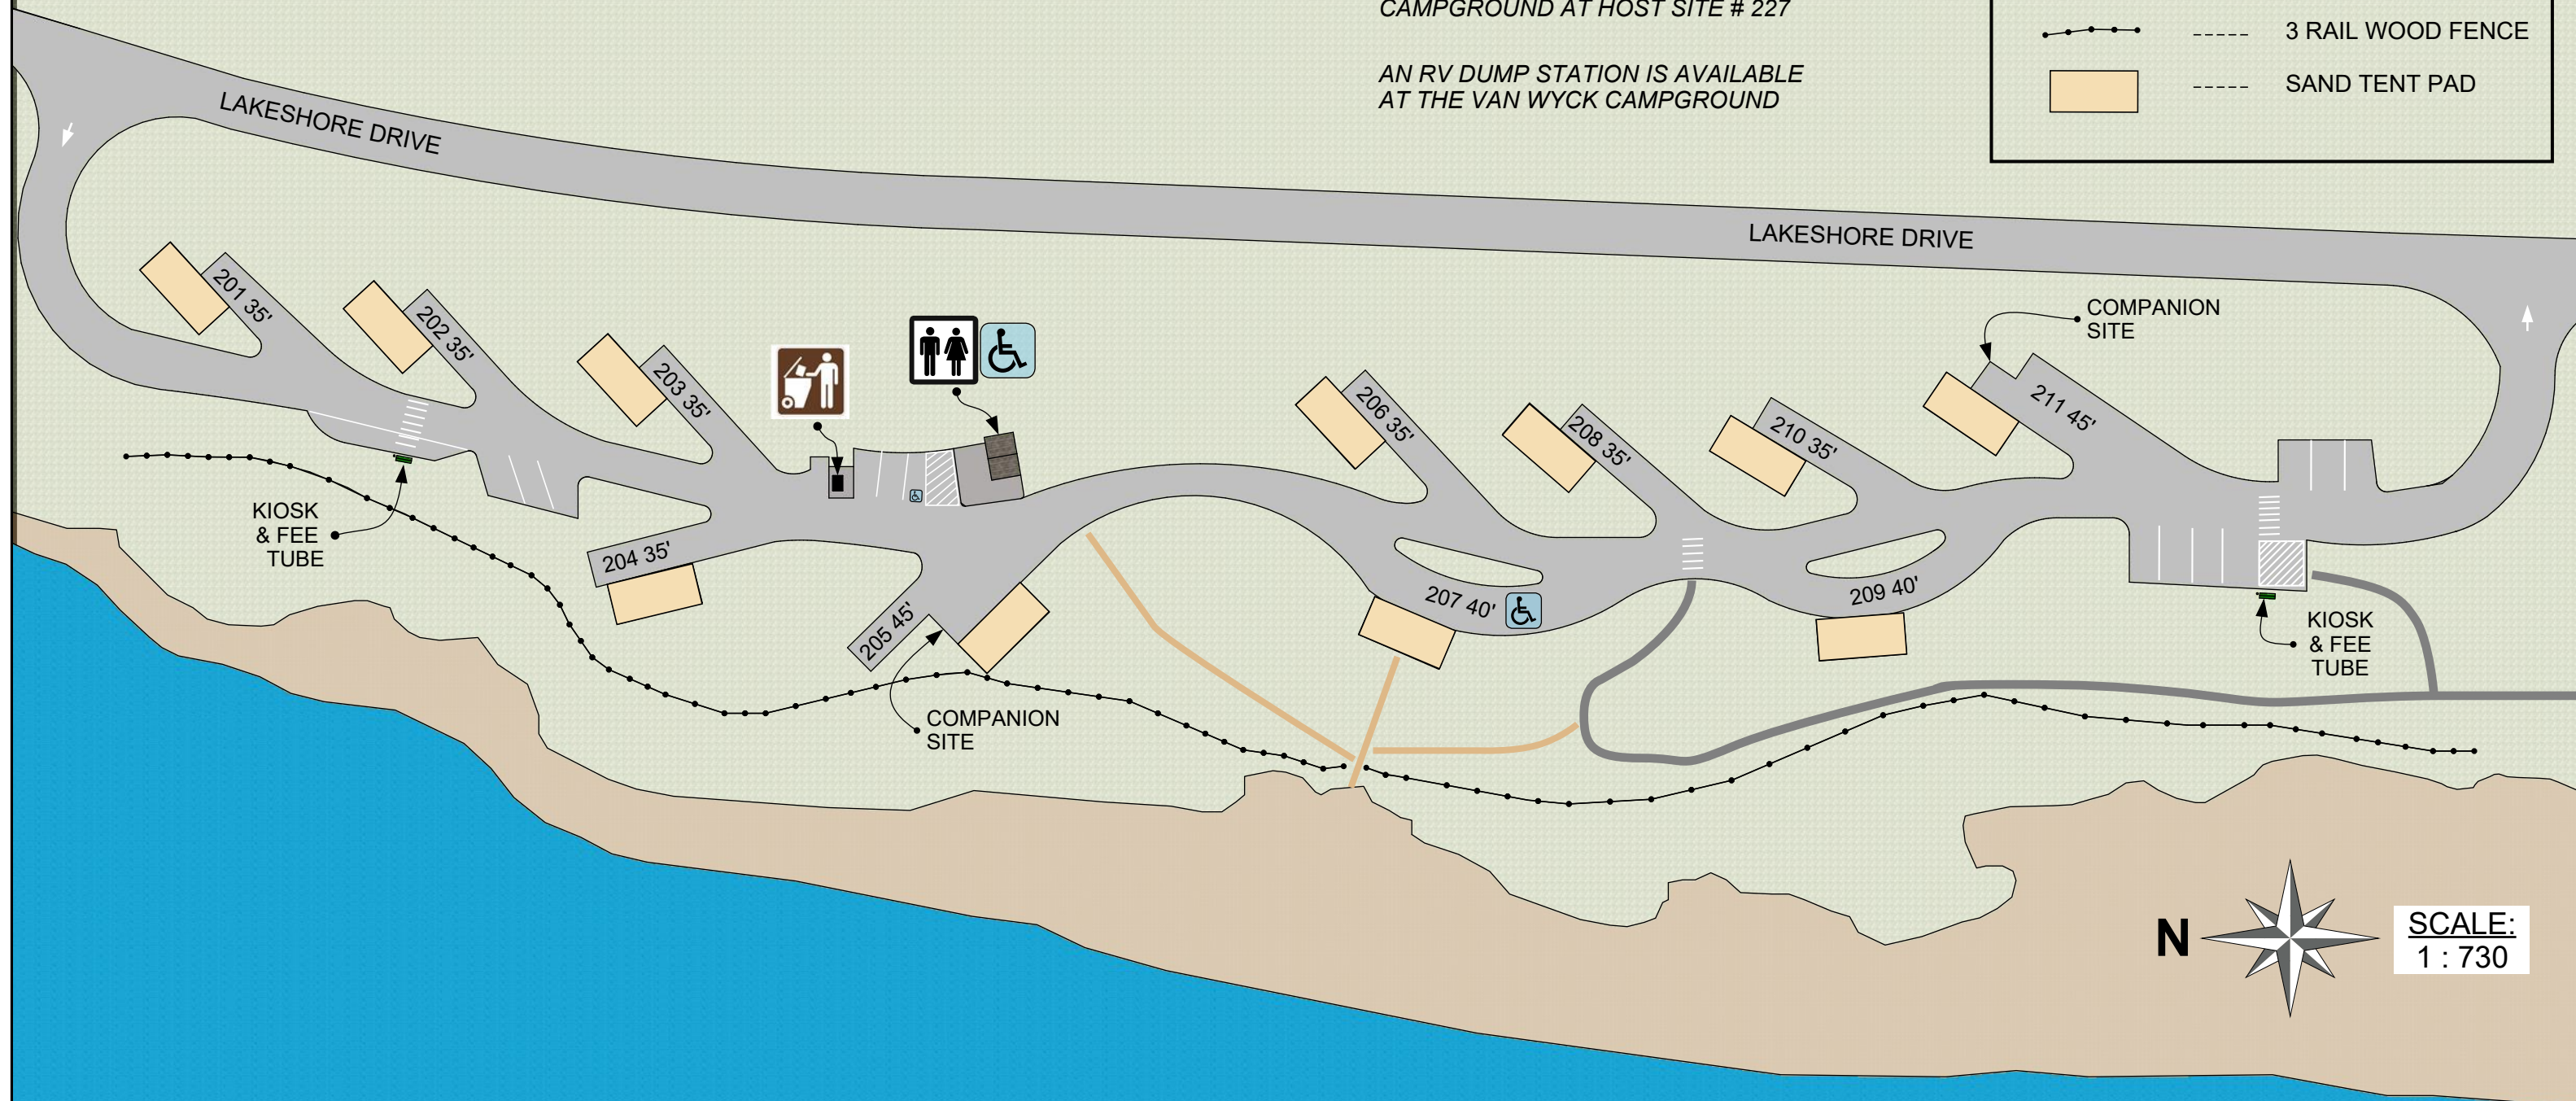 CAMPGROUND AT HOST SITE # 227
AN RV DUMP STATION IS AVAILABLE
AT THE VAN WYCK CAMPGROUND
3 RAIL WOOD FENCE
SAND TENT PAD
LAKESHORE DRIVE
LAKESHORE DRIVE
201 35'
202 35'
203 35'
204 35'
205 45'
206 35'
207 40'
208 35'
209 40'
210 35'
211 45'
COMPANION
SITE
KIOSK
& FEE
TUBE
COMPANION
SITE
KIOSK
& FEE
TUBE
N
SCALE:
1 : 730